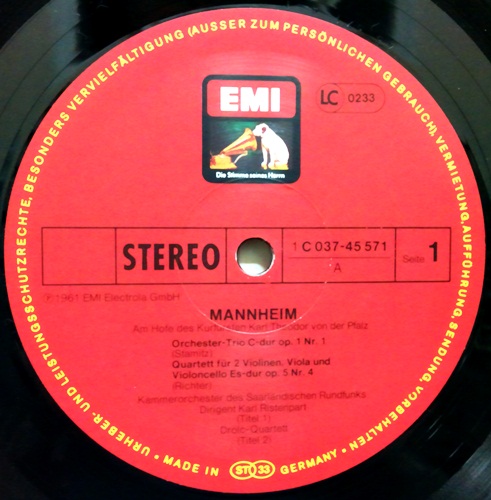 URHEBER- UND LEISTUNGSSCHUTZRECHTE, BESONDERS VERVIELFÄLTIGUNG (AUSSER ZUM PERSÖNLICHEN GEBRAUCH), VERMIETUNG, AUFFÜHRUNG, SENDUNG, VORBEHALTEN
EMI
LC 0233
Die Stimme seines Herrn
STEREO
1 C 037-45 571
A
Seite 1
℗ 1961 EMI Electrola GmbH
MANNHEIM
Am Hofe des Kurfürsten Karl Theodor von der Pfalz
Orchester-Trio C-dur op. 1 Nr. 1
(Stamitz)
Quartett für 2 Violinen, Viola und
Violoncello Es-dur op. 5 Nr. 4
(Richter)
Kammerorchester des Saarländischen Rundfunks
Dirigent Karl Ristenpart
(Titel 1)
Drolc-Quartett
(Titel 2)
• MADE IN STO 33 GERMANY •